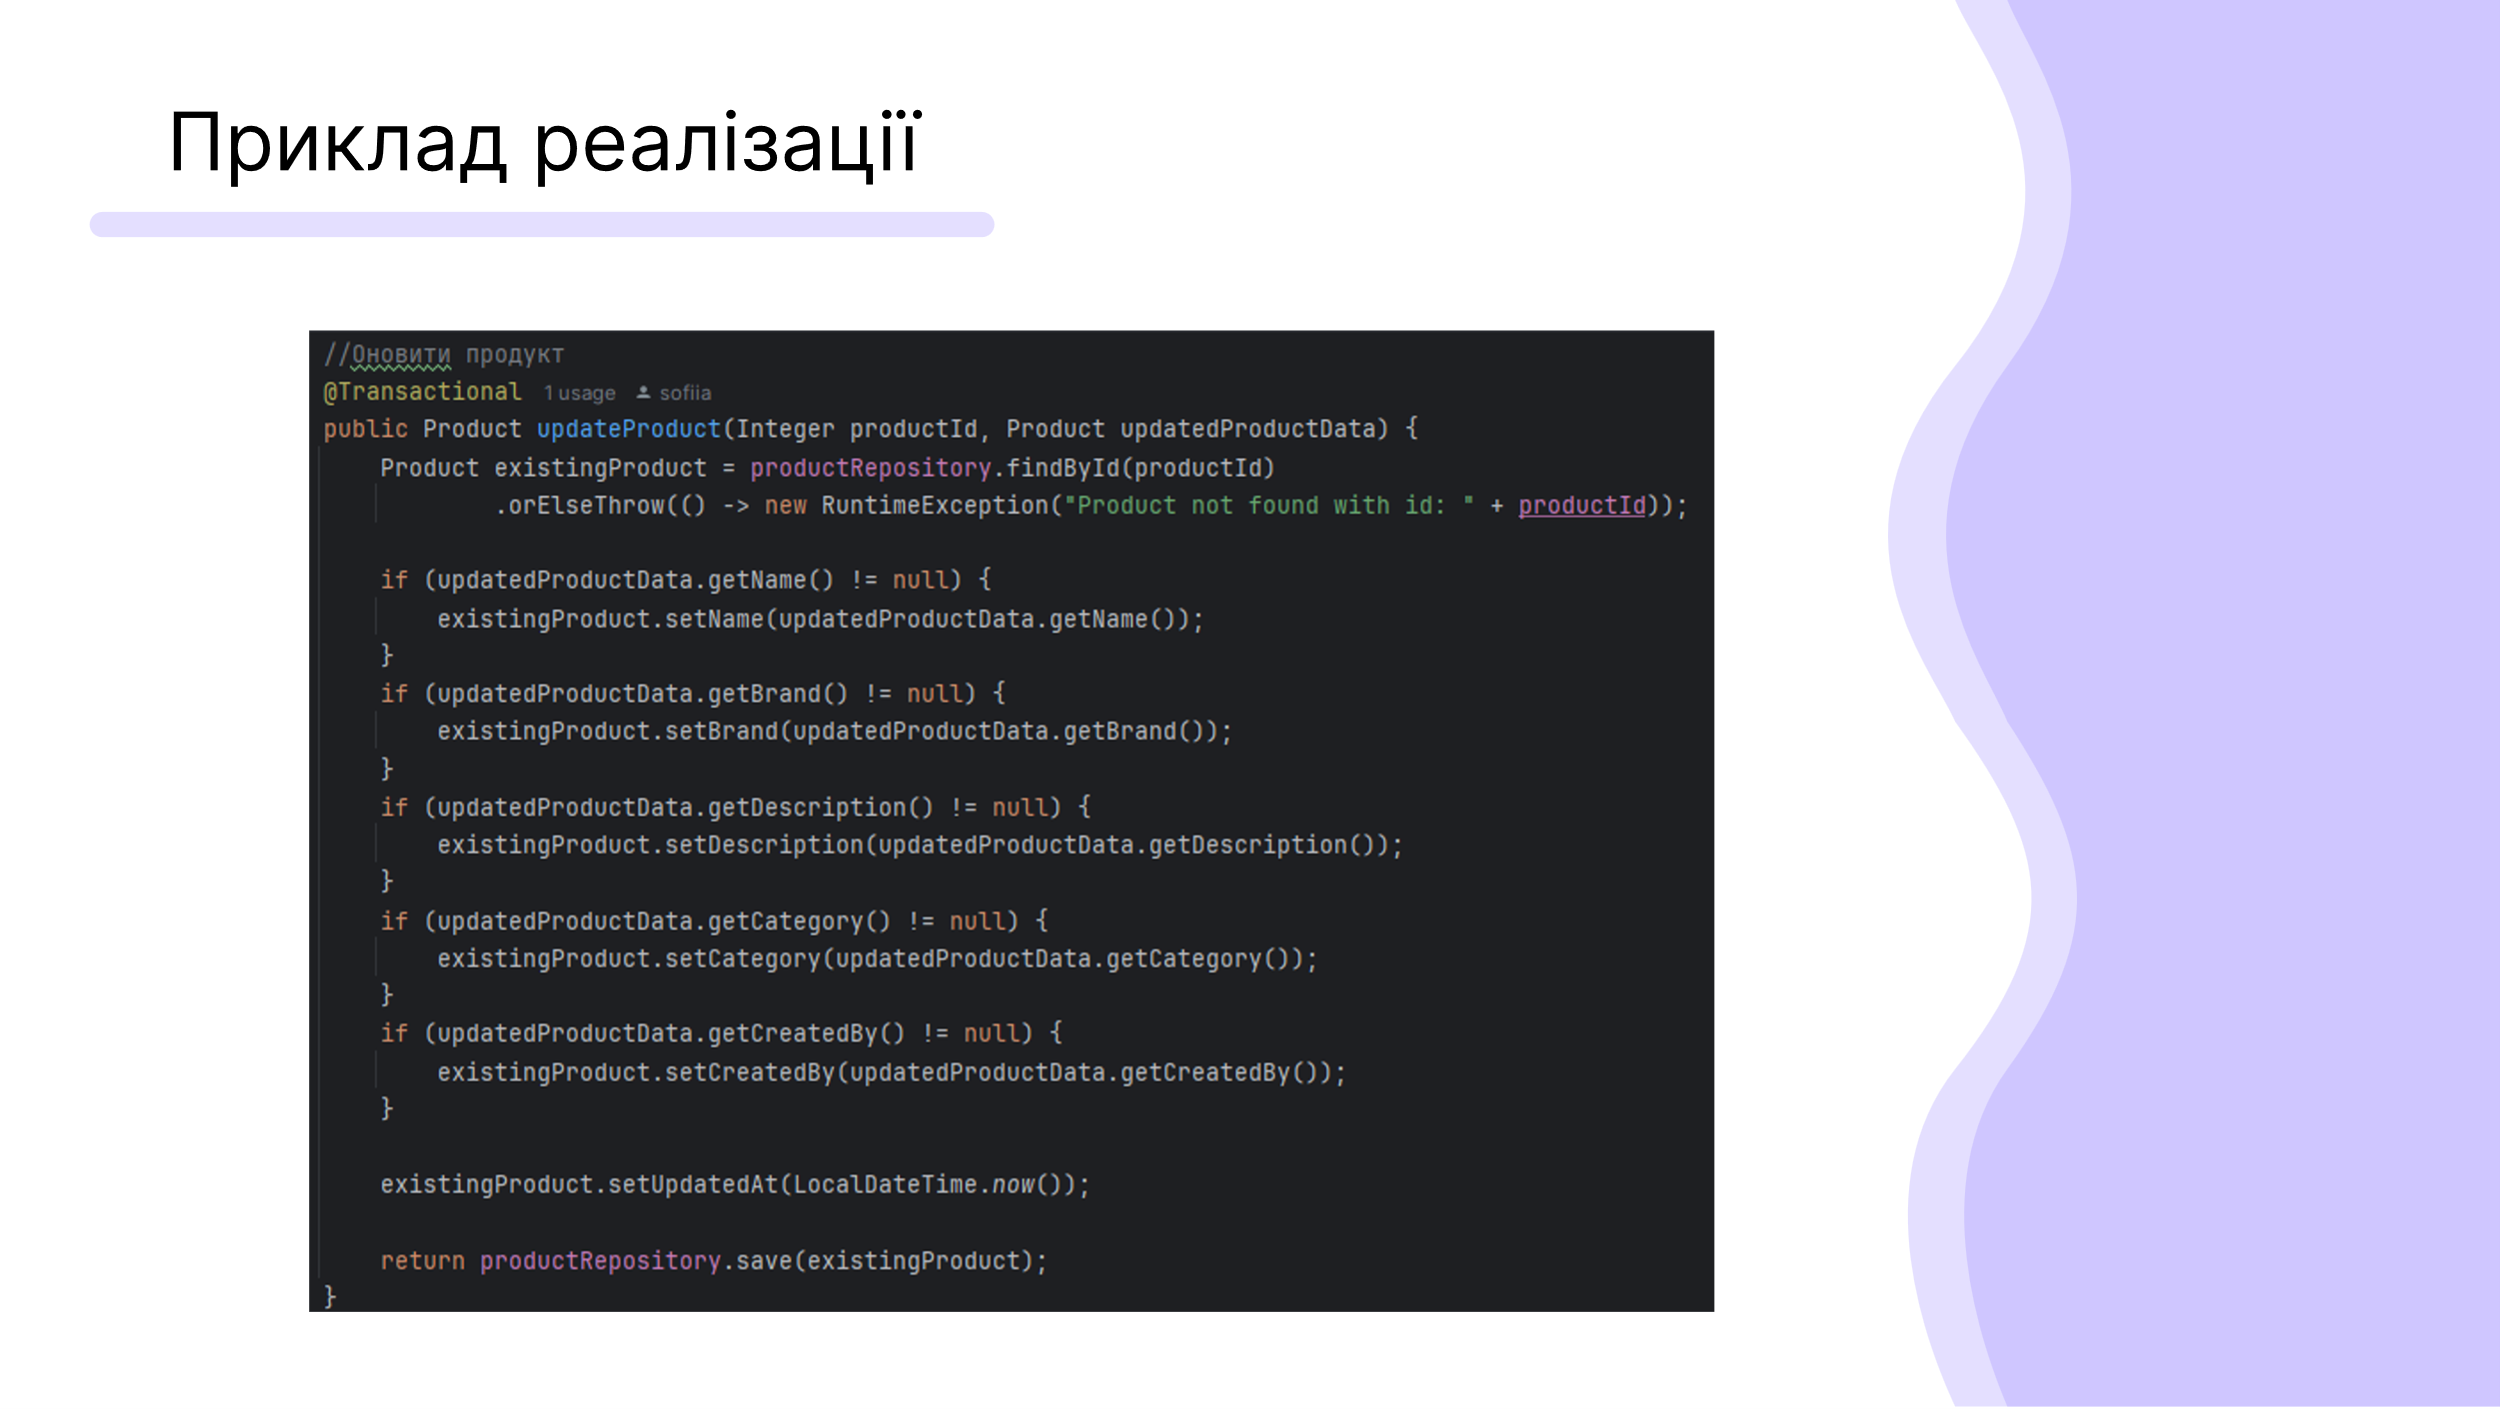 Приклад реалізації
//Оновити продукт
@Transactional 1 usage sofiia
public Product updateProduct(Integer productId, Product updatedProductData) {
    Product existingProduct = productRepository.findById(productId)
            .orElseThrow(() -> new RuntimeException("Product not found with id: " + productId));
    if (updatedProductData.getName() != null) {
        existingProduct.setName(updatedProductData.getName());
    }
    if (updatedProductData.getBrand() != null) {
        existingProduct.setBrand(updatedProductData.getBrand());
    }
    if (updatedProductData.getDescription() != null) {
        existingProduct.setDescription(updatedProductData.getDescription());
    }
    if (updatedProductData.getCategory() != null) {
        existingProduct.setCategory(updatedProductData.getCategory());
    }
    if (updatedProductData.getCreatedBy() != null) {
        existingProduct.setCreatedBy(updatedProductData.getCreatedBy());
    }
    existingProduct.setUpdatedAt(LocalDateTime.now());
    return productRepository.save(existingProduct);
}